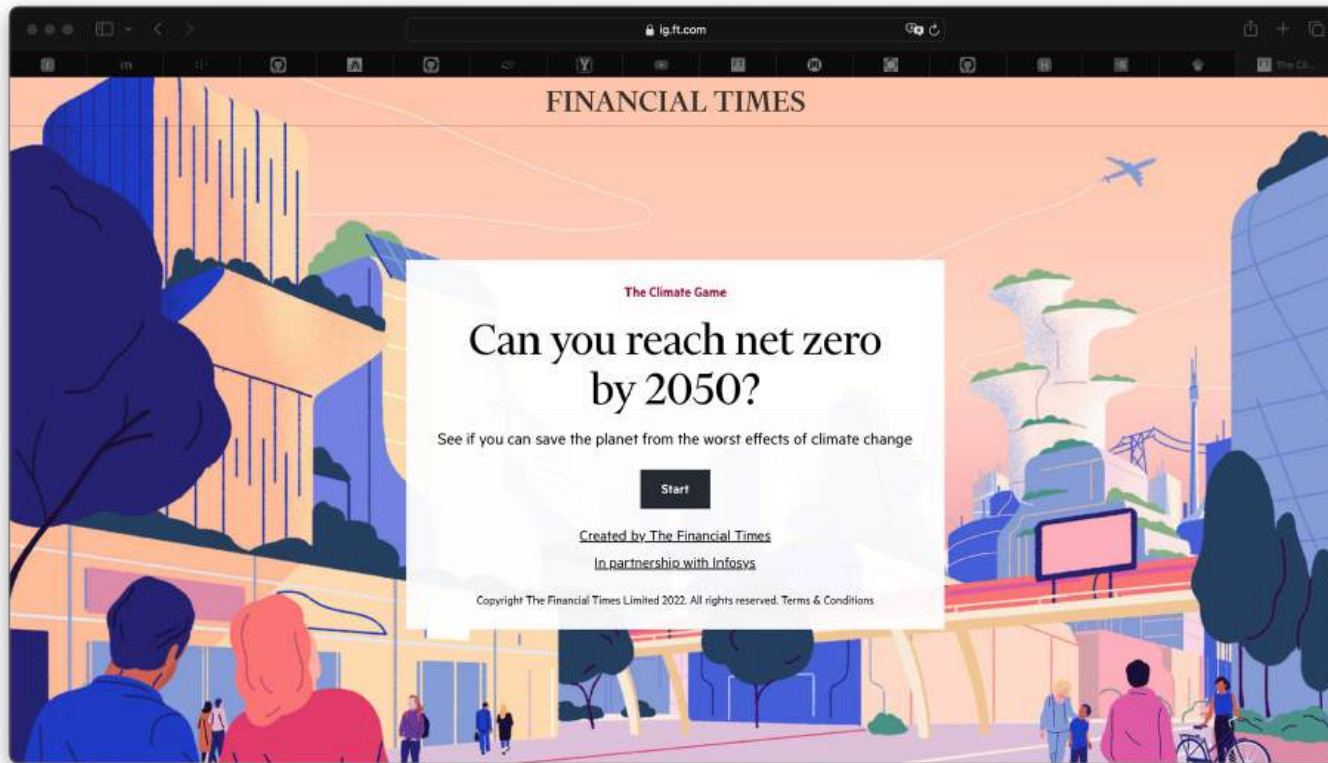 ig.ft.com
The Cli...
FINANCIAL TIMES
The Climate Game
Can you reach net zero
by 2050?
See if you can save the planet from the worst effects of climate change
Start
Created by The Financial Times
In partnership with Infosys
Copyright The Financial Times Limited 2022. All rights reserved. Terms & Conditions